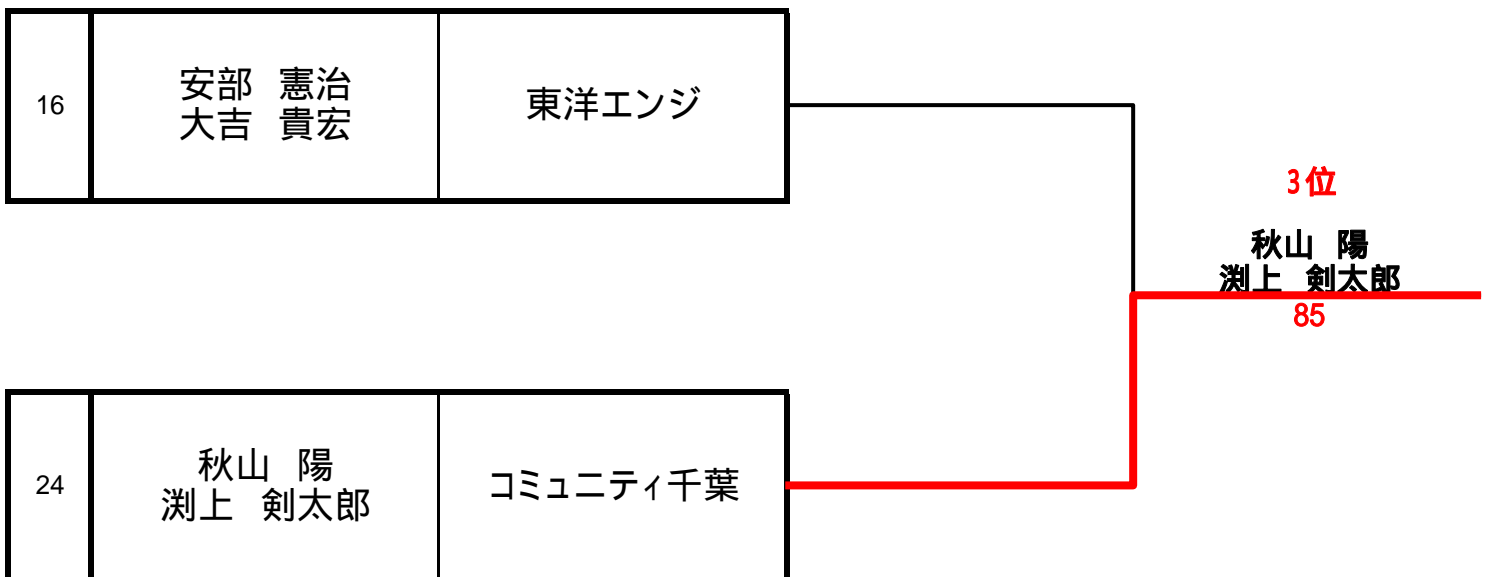 16
安部　憲治
大吉　貴宏
東洋エンジ
3位
秋山　陽
渕上　剣太郎
85
24
秋山　陽
渕上　剣太郎
コミュニティ千葉